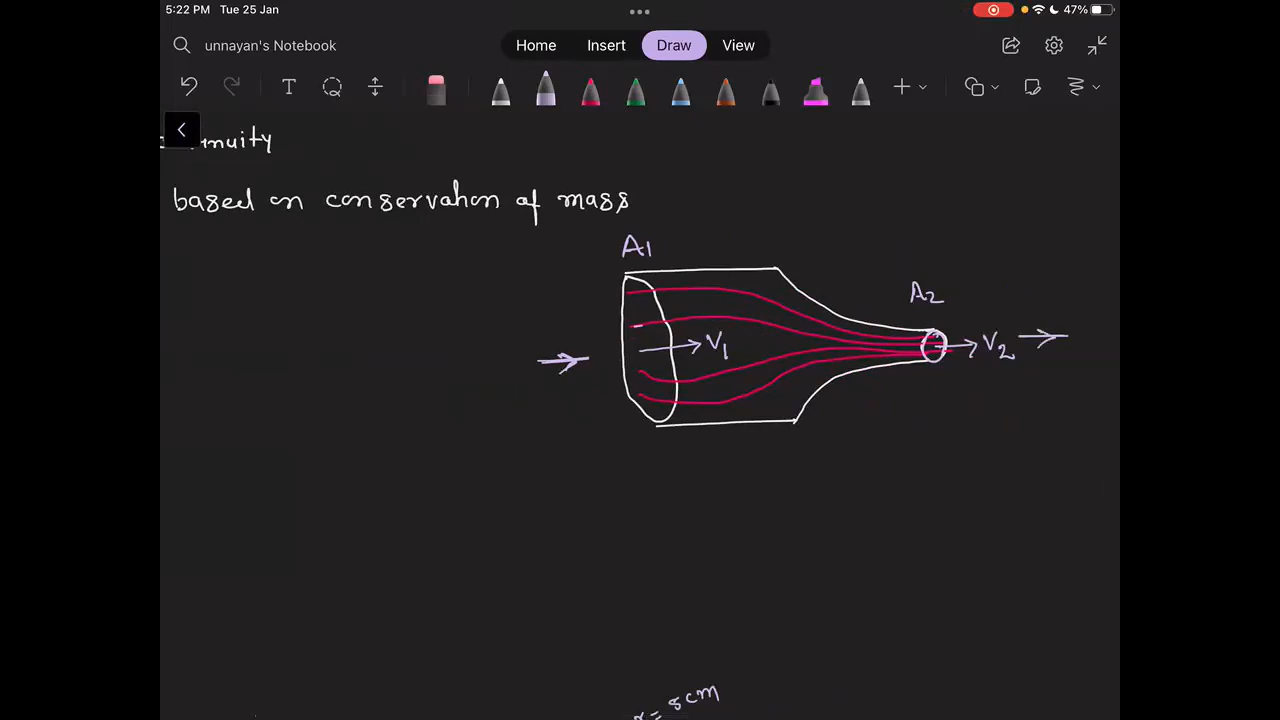 5:22 PM Tue 25 Jan
47%
unnayan's Notebook
Home Insert Draw View
T
based on conservation of mass
A1
A2
V1
V2
8cm